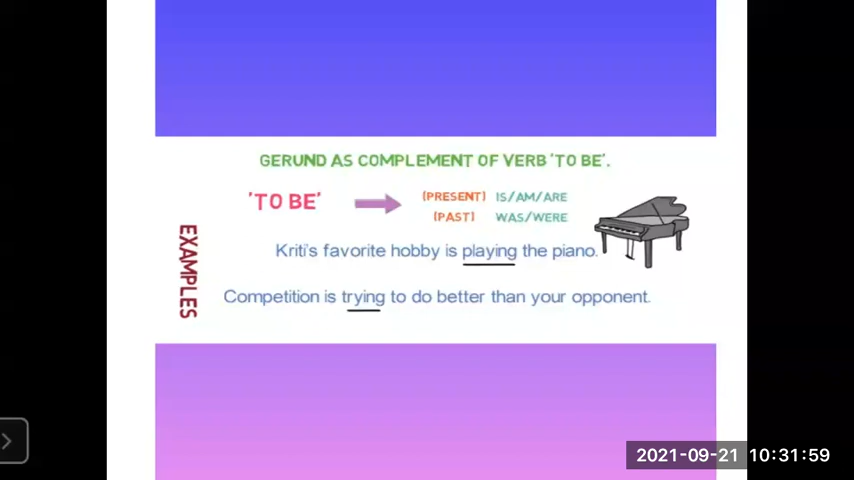 GERUND AS COMPLEMENT OF VERB 'TO BE'.
'TO BE'
(PRESENT) IS/AM/ARE
(PAST) WAS/WERE
EXAMPLES
Kriti's favorite hobby is playing the piano.
Competition is trying to do better than your opponent.
2021-09-21 10:31:59